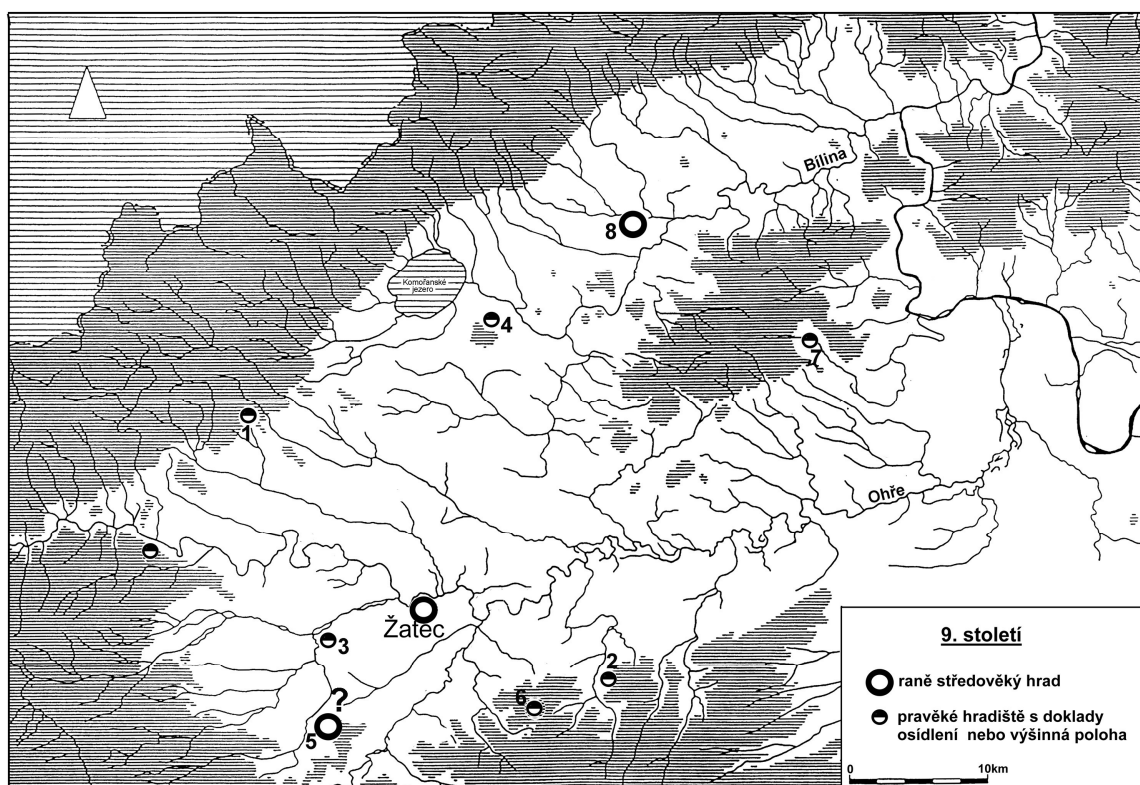 Bílina
8
Komořanské
jezero
4
7
1
Ohře
Žatec
3
2
6
?
5
9. století
raně středověký hrad
pravěké hradiště s doklady
osídlení nebo výšinná poloha
0 10km